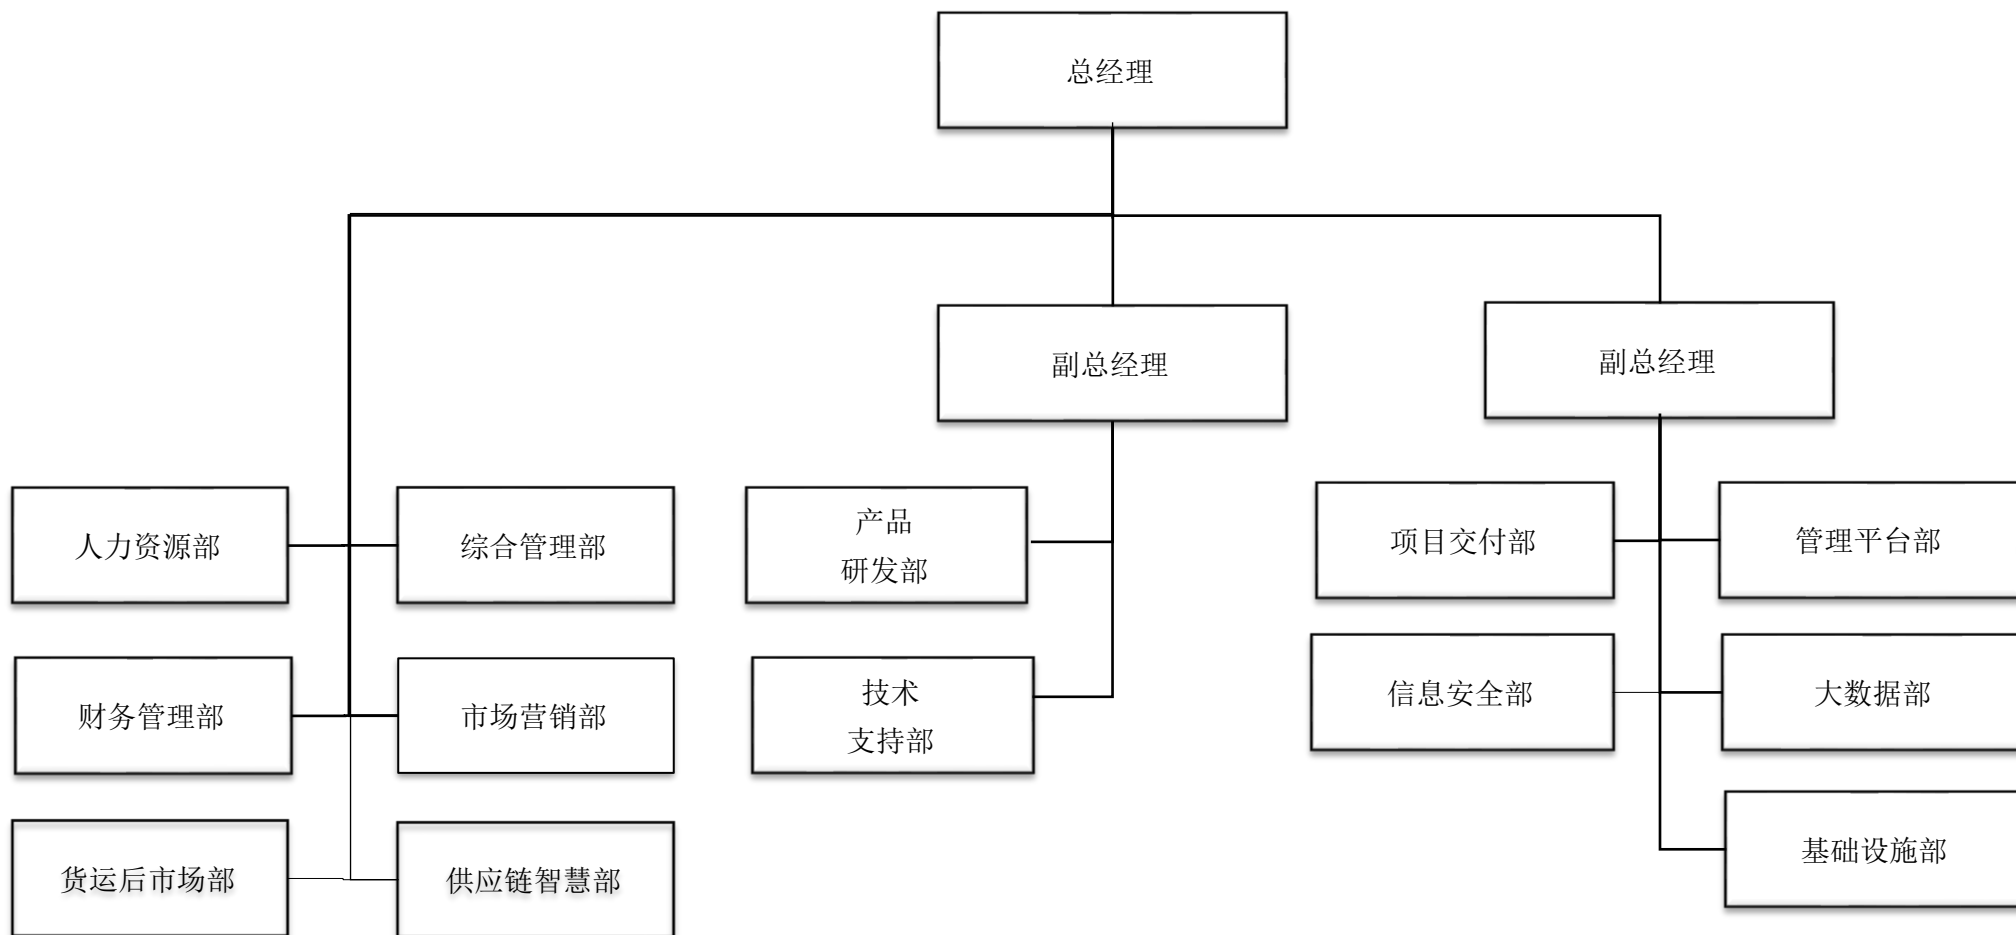 总经理
副总经理
副总经理
人力资源部
综合管理部
产品
研发部
项目交付部
管理平台部
财务管理部
市场营销部
技术
支持部
信息安全部
大数据部
货运后市场部
供应链智慧部
基础设施部